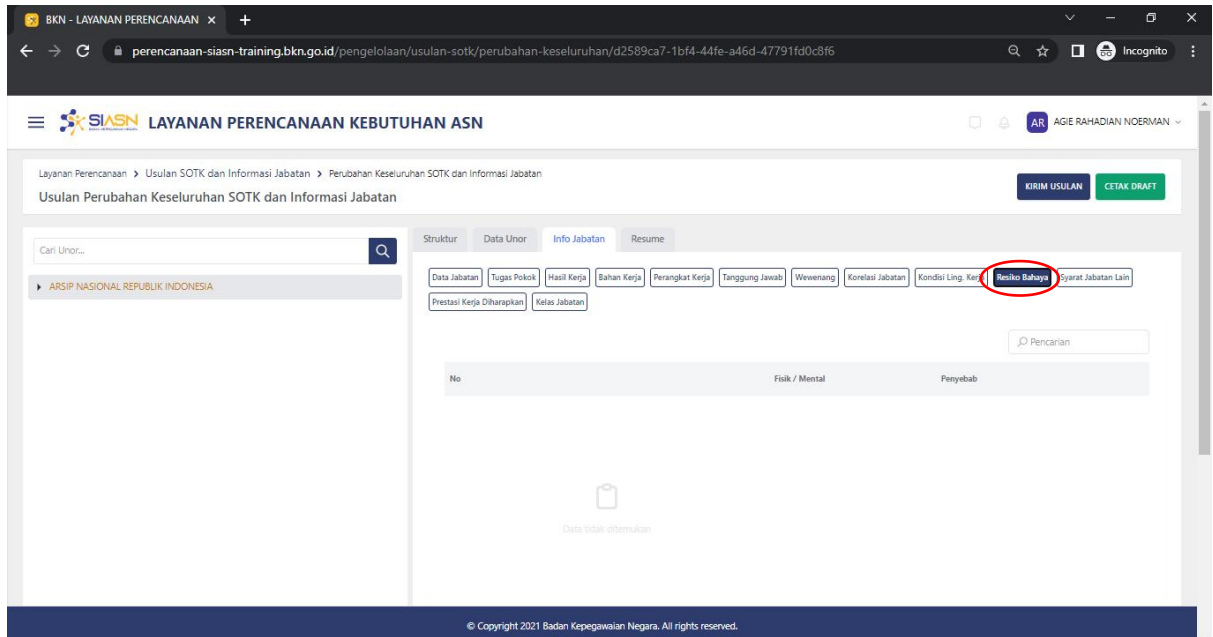 BKN - LAYANAN PERENCANAAN
perencanaan-siasn-training.bkn.go.id/pengelolaan/usulan-sotk/perubahan-keseluruhan/d2589ca7-1bf4-44fe-a46d-47791fd0c8f6
Incognito
SIASN LAYANAN PERENCANAAN KEBUTUHAN ASN
AR AGIE RAHADIAN NOERMAN
Layanan Perencanaan > Usulan SOTK dan Informasi Jabatan > Perubahan Keseluruhan SOTK dan Informasi Jabatan
Usulan Perubahan Keseluruhan SOTK dan Informasi Jabatan
KIRIM USULAN CETAK DRAFT
Cari Unor...
ARSIP NASIONAL REPUBLIK INDONESIA
Struktur Data Unor Info Jabatan Resume
Data Jabatan Tugas Pokok Hasil Kerja Bahan Kerja Perangkat Kerja Tanggung Jawab Wewenang Korelasi Jabatan Kondisi Ling. Kerja Resiko Bahaya Syarat Jabatan Lain
Prestasi Kerja Diharapkan Kelas Jabatan
Pencarian
No Fisik / Mental Penyebab
Data tidak ditemukan
© Copyright 2021 Badan Kepegawaian Negara. All rights reserved.